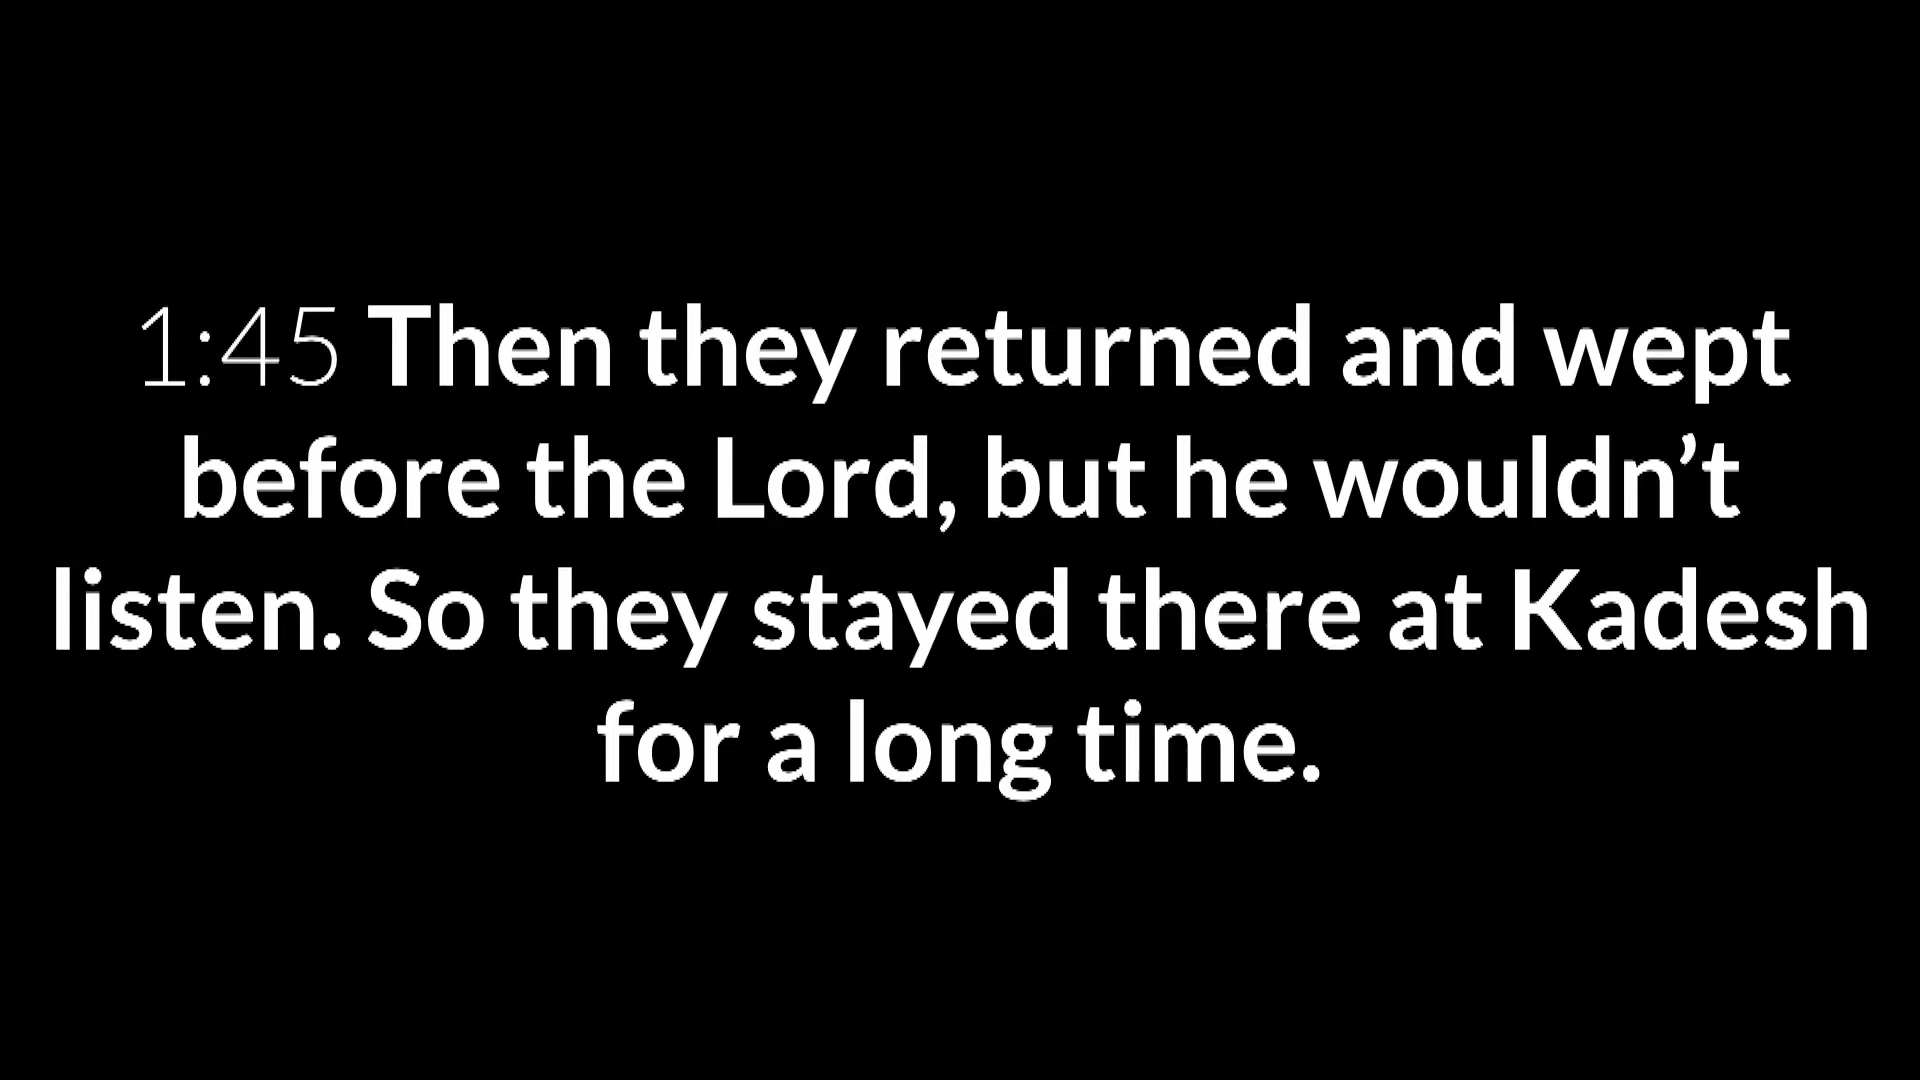 1:45 Then they returned and wept
before the Lord, but he wouldn’t
listen. So they stayed there at Kadesh
for a long time.